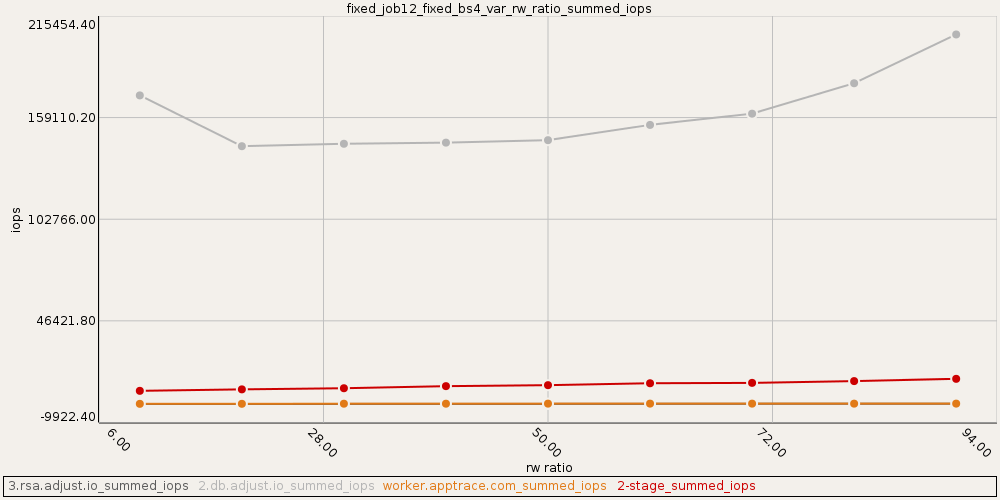 fixed_job12_fixed_bs4_var_rw_ratio_summed_iops
215454.40
159110.20
102766.00
46421.80
-9922.40
iops
6.00 28.00 50.00 72.00 94.00
rw ratio
3.rsa.adjust.io_summed_iops 2.db.adjust.io_summed_iops worker.apptrace.com_summed_iops 2-stage_summed_iops